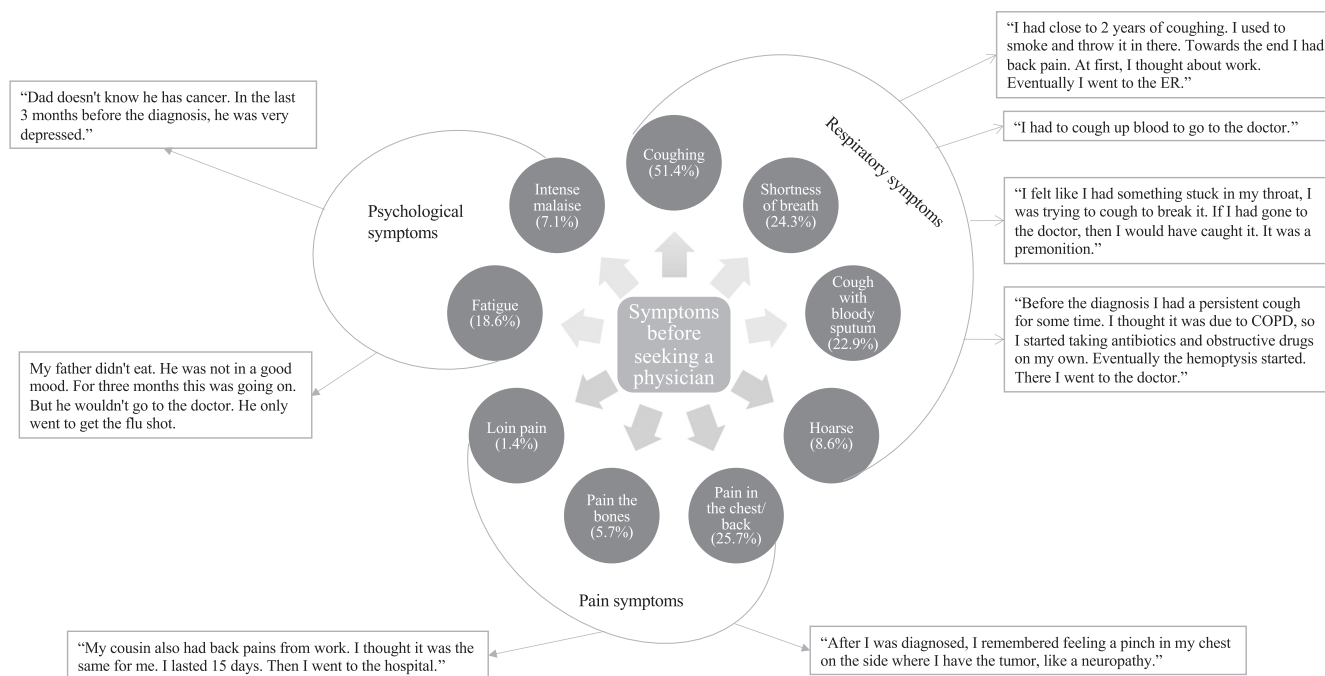 “I had close to 2 years of coughing. I used to
smoke and throw it in there. Towards the end I had
back pain. At first, I thought about work.
Eventually I went to the ER.”
“Dad doesn't know he has cancer. In the last
3 months before the diagnosis, he was very
depressed.”
“I had to cough up blood to go to the doctor.”
Respiratory symptoms
Coughing
(51.4%)
Intense
malaise
(7.1%)
Shortness
of breath
(24.3%)
Psychological
symptoms
“I felt like I had something stuck in my throat, I
was trying to cough to break it. If I had gone to
the doctor, then I would have caught it. It was a
premonition.”
Fatigue
(18.6%)
Symptoms
before
seeking a
physician
Cough
with
bloody
sputum
(22.9%)
“Before the diagnosis I had a persistent cough
for some time. I thought it was due to COPD, so
I started taking antibiotics and obstructive drugs
on my own. Eventually the hemoptysis started.
There I went to the doctor.”
My father didn't eat. He was not in a good
mood. For three months this was going on.
But he wouldn't go to the doctor. He only
went to get the flu shot.
Loin pain
(1.4%)
Hoarse
(8.6%)
Pain the
bones
(5.7%)
Pain in
the chest/
back
(25.7%)
Pain symptoms
“My cousin also had back pains from work. I thought it was the
same for me. I lasted 15 days. Then I went to the hospital.”
“After I was diagnosed, I remembered feeling a pinch in my chest
on the side where I have the tumor, like a neuropathy.”